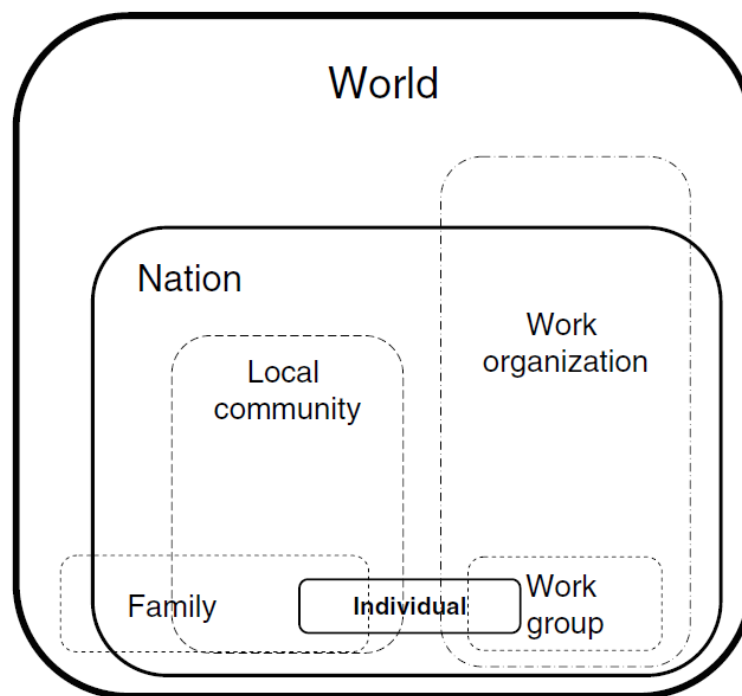 World
Nation
Work
organization
Local
community
Family
Individual
Work
group